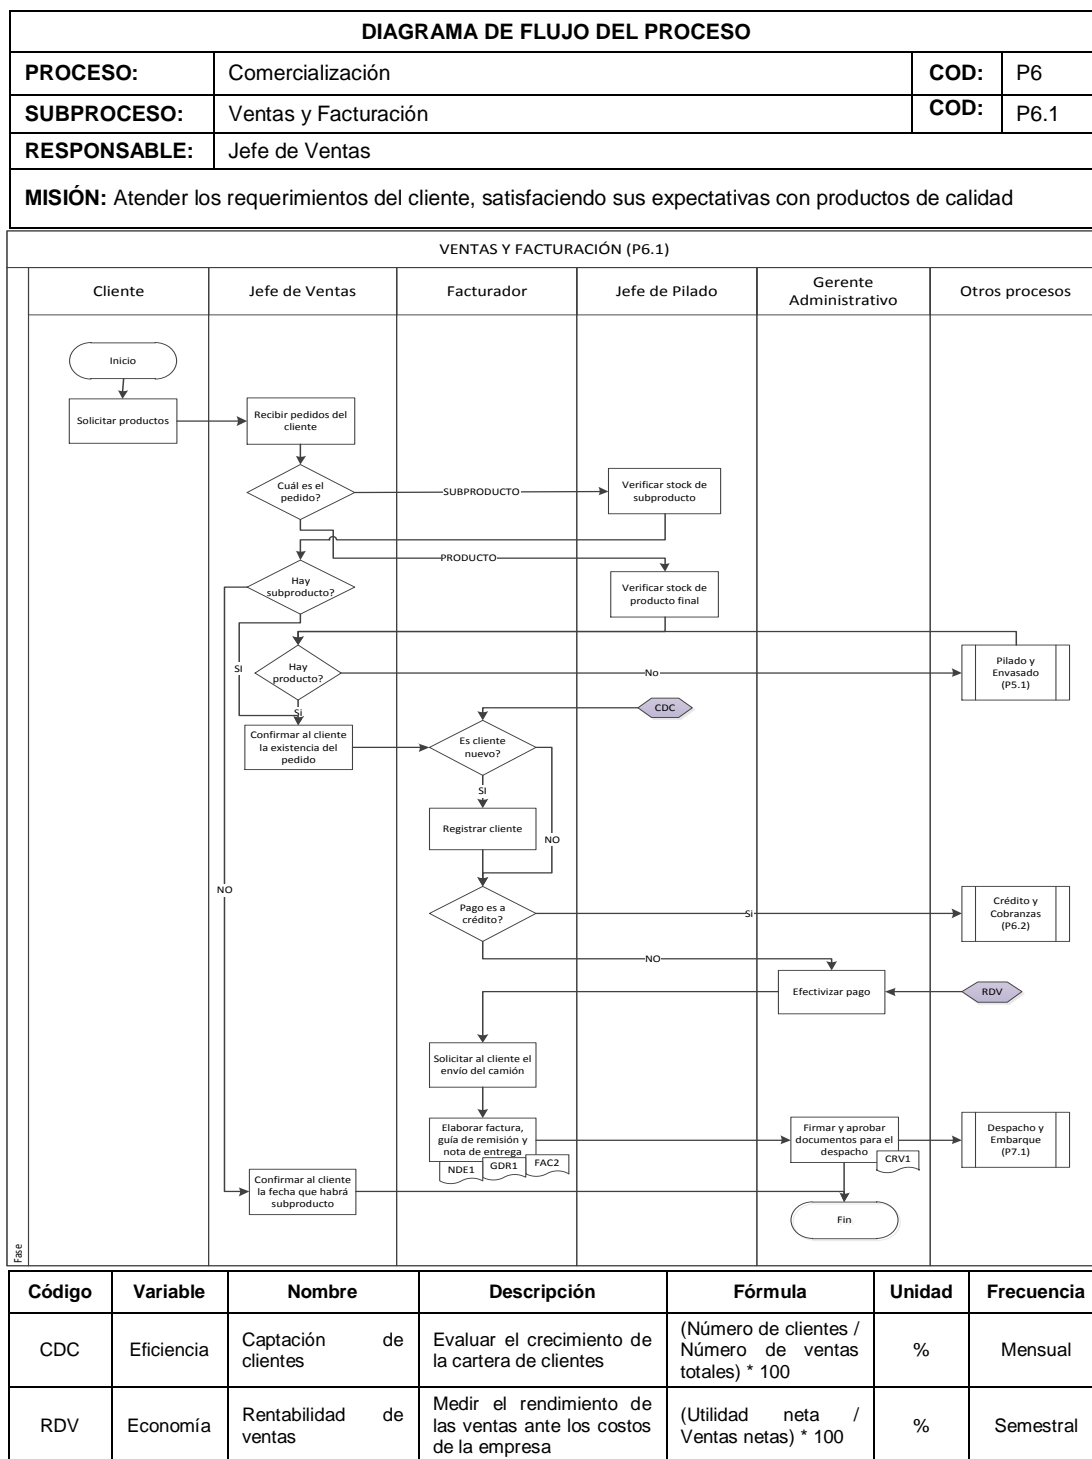 DIAGRAMA DE FLUJO DEL PROCESO
PROCESO: Comercialización COD: P6
SUBPROCESO: Ventas y Facturación COD: P6.1
RESPONSABLE: Jefe de Ventas
MISIÓN: Atender los requerimientos del cliente, satisfaciendo sus expectativas con productos de calidad
VENTAS Y FACTURACIÓN (P6.1)
Cliente
Jefe de Ventas
Facturador
Jefe de Pilado
Gerente
Administrativo
Otros procesos
Inicio
Solicitar productos
Recibir pedidos del
cliente
Cuál es el
pedido?
SUBPRODUCTO
Verificar stock de
subproducto
PRODUCTO
Hay
subproducto?
Verificar stock de
producto final
SI
Hay
producto?
No
Pilado y
Envasado
(P5.1)
Si
CDC
Confirmar al cliente
la existencia del
pedido
Es cliente
nuevo?
SI
Registrar cliente
NO
NO
Pago es a
crédito?
Si
Crédito y
Cobranzas
(P6.2)
NO
Efectivizar pago
RDV
Solicitar al cliente el
envío del camión
Elaborar factura,
guía de remisión y
nota de entrega
NDE1
GDR1
FAC2
Firmar y aprobar
documentos para el
despacho
CRV1
Despacho y
Embarque
(P7.1)
Confirmar al cliente
la fecha que habrá
subproducto
Fin
Fase
Código Variable Nombre Descripción Fórmula Unidad Frecuencia
CDC
Eficiencia
Captación de
clientes
Evaluar el crecimiento de
la cartera de clientes
(Número de clientes /
Número de ventas
totales) * 100
%
Mensual
RDV
Economía
Rentabilidad de
ventas
Medir el rendimiento de
las ventas ante los costos
de la empresa
(Utilidad neta /
Ventas netas) * 100
%
Semestral